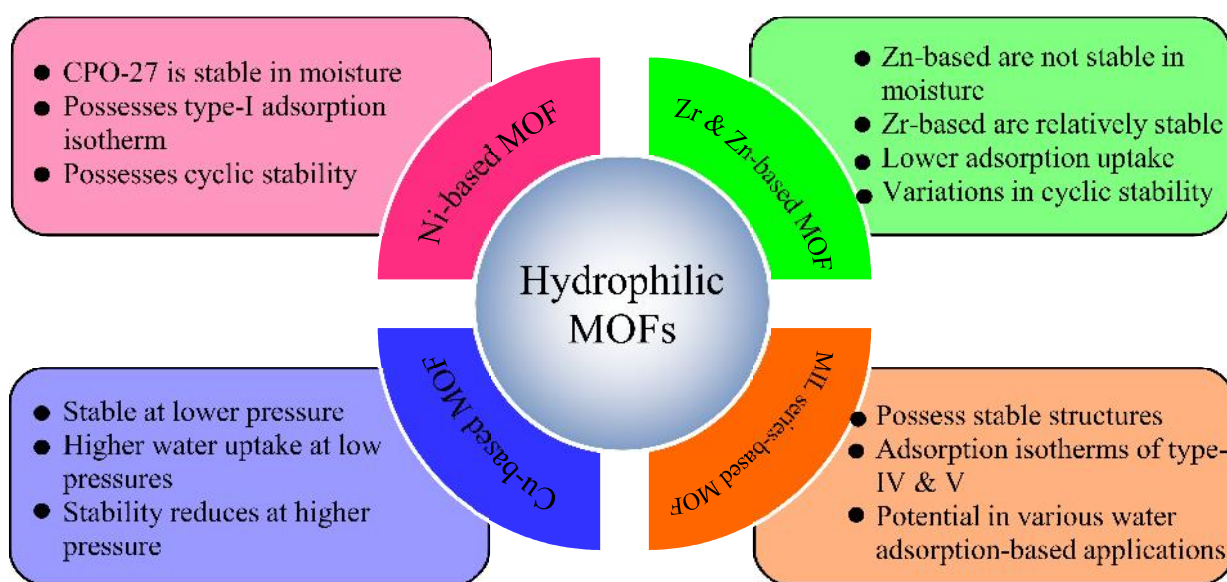 ● CPO-27 is stable in moisture
● Possesses type-I adsorption
isotherm
● Possesses cyclic stability
Ni-based MOF
Zr & Zn-based MOF
● Zn-based are not stable in
moisture
● Zr-based are relatively stable
● Lower adsorption uptake
● Variations in cyclic stability
Hydrophilic
MOFs
● Stable at lower pressure
● Higher water uptake at low
pressures
● Stability reduces at higher
pressure
Cu-based MOF
MIL series-based MOF
● Possess stable structures
● Adsorption isotherms of type-
IV & V
● Potential in various water
adsorption-based applications